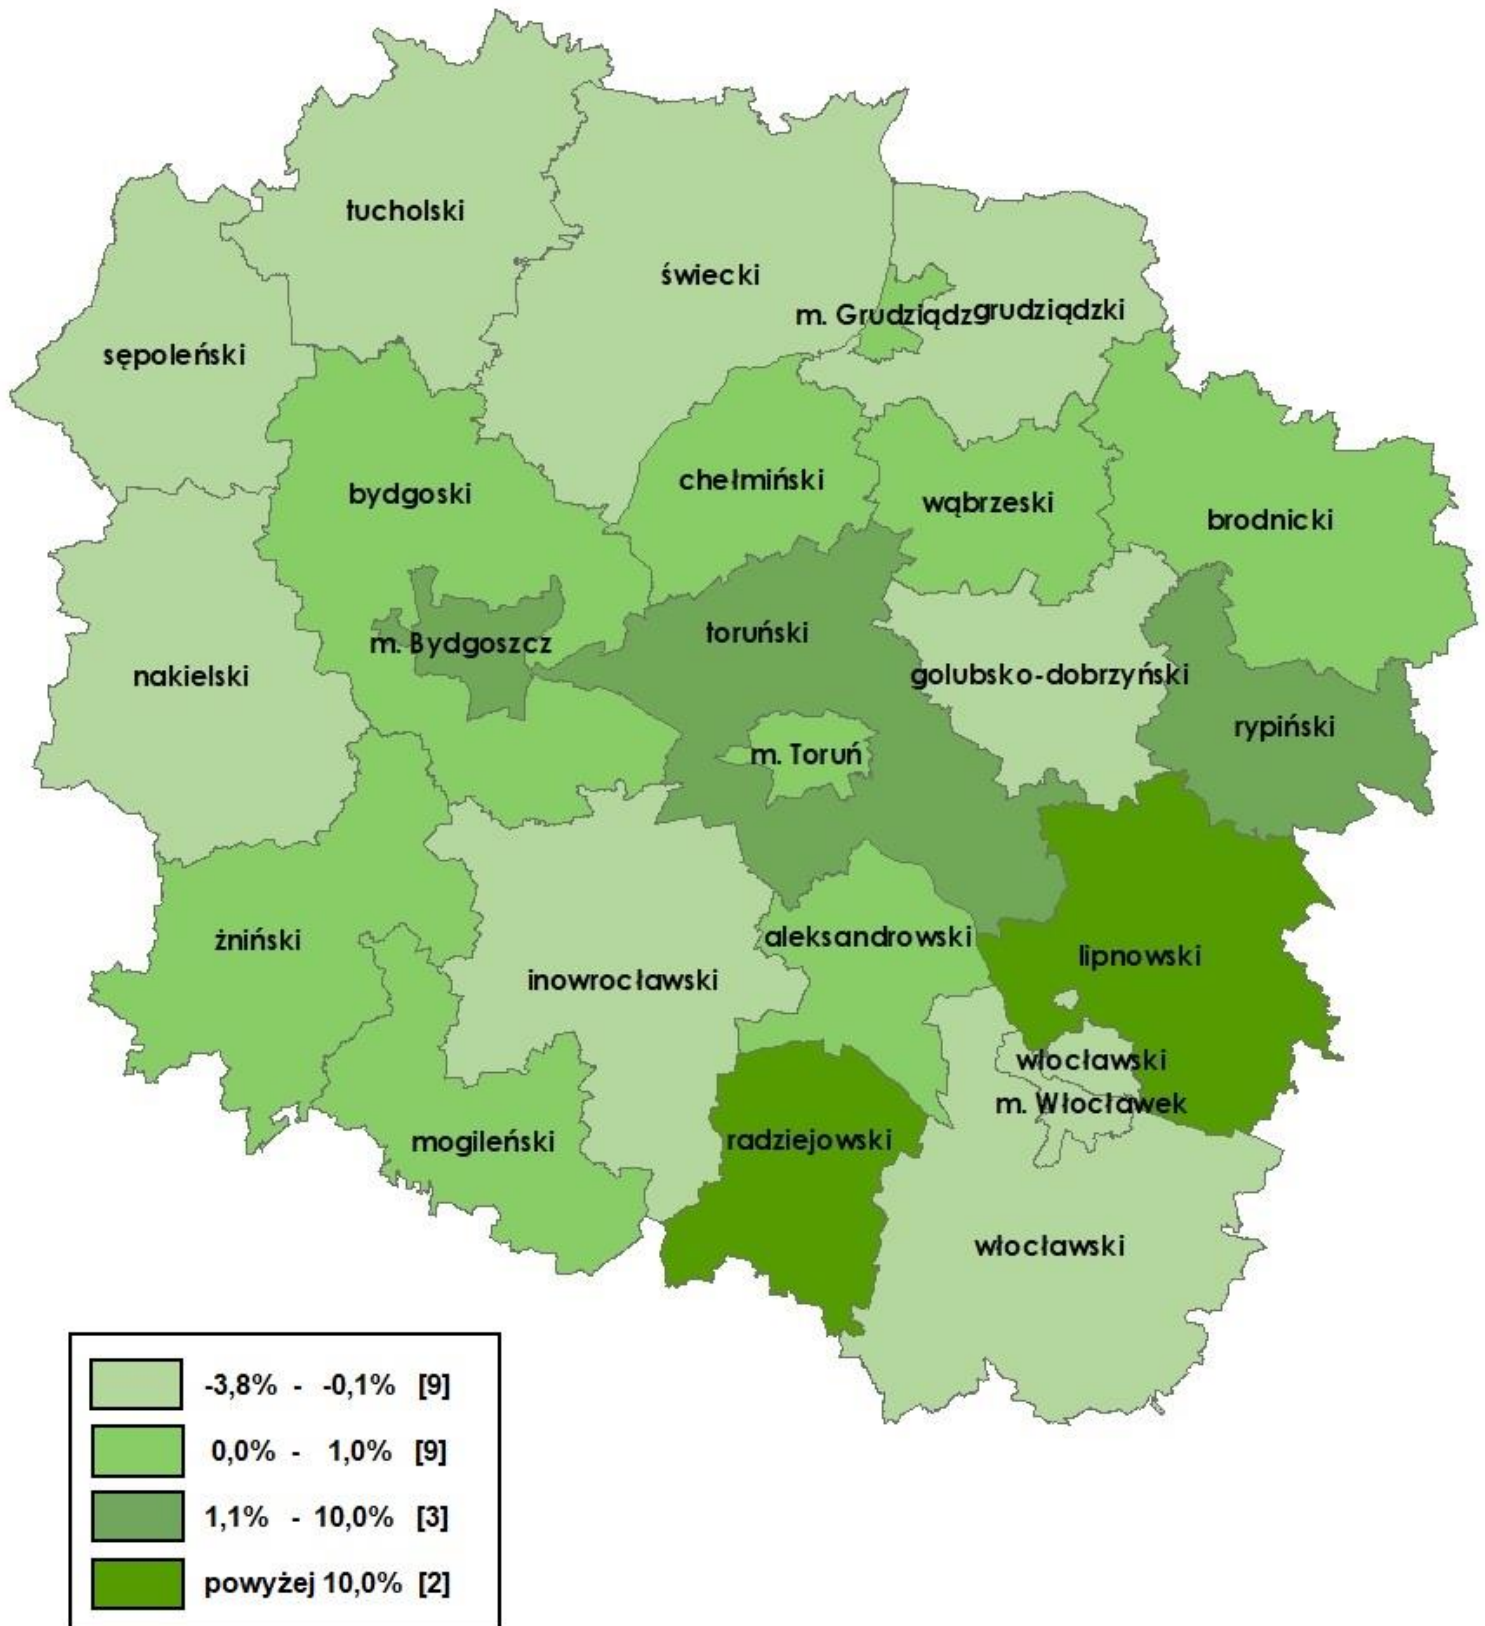 tucholski
świecki
m. Grudziądz
grudziądzki
sępoleński
chełmiński
bydgoski
wąbrzeski
brodnicki
toruński
m. Bydgoszcz
nakielski
golubsko-dobrzyński
rypiński
m. Toruń
żniński
aleksandrowski
lipnowski
inowrocławski
włocławski
m. Włocławek
mogileński
radziejowski
włocławski
-3,8% - -0,1% [9]
0,0% - 1,0% [9]
1,1% - 10,0% [3]
powyżej 10,0% [2]